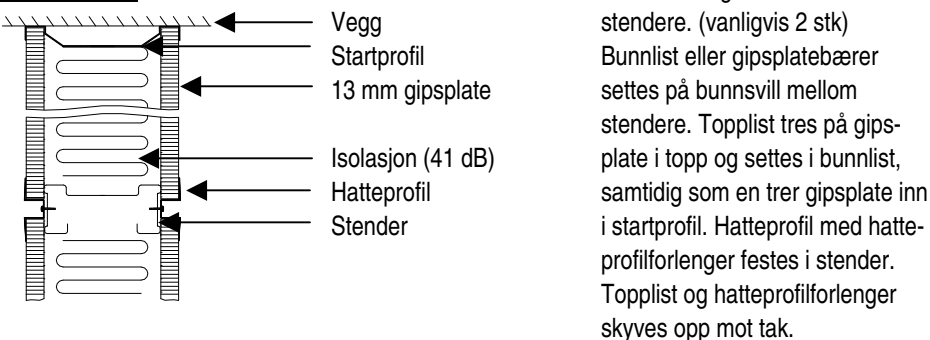 Vegg
Startprofil
13 mm gipsplate
Isolasjon (41 dB)
Hatteprofil
Stender
stendere. (vanligvis 2 stk)
Bunnlist eller gipsplatebærer
settes på bunnsvill mellom
stendere. Topplist tres på gips-
plate i topp og settes i bunnlist,
samtidig som en trer gipsplate inn
i startprofil. Hatteprofil med hatte-
profilforlenger festes i stender.
Topplist og hatteprofilforlenger
skyves opp mot tak.